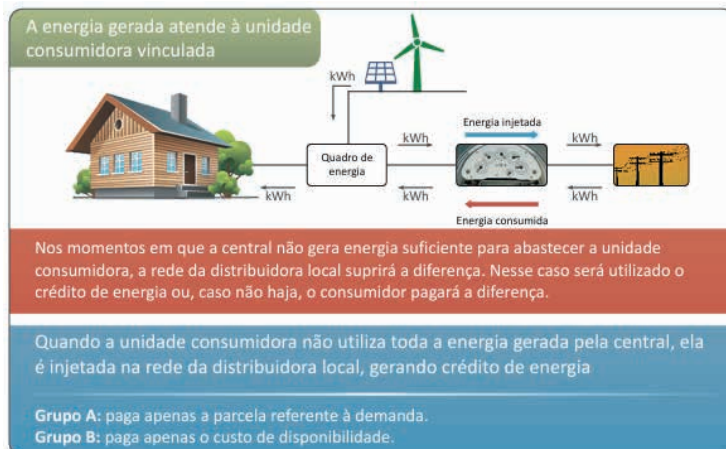 A energia gerada atende à unidade
consumidora vinculada
kWh
kWh
Energia injetada
kWh
Quadro de
energia
kWh
kWh
kWh
Energia consumida
Nos momentos em que a central não gera energia suficiente para abastecer a unidade
consumidora, a rede da distribuidora local suprirá a diferença. Nesse caso será utilizado o
crédito de energia ou, caso não haja, o consumidor pagará a diferença.
Quando a unidade consumidora não utiliza toda a energia gerada pela central, ela
é injetada na rede da distribuidora local, gerando crédito de energia
Grupo A: paga apenas a parcela referente à demanda.
Grupo B: paga apenas o custo de disponibilidade.